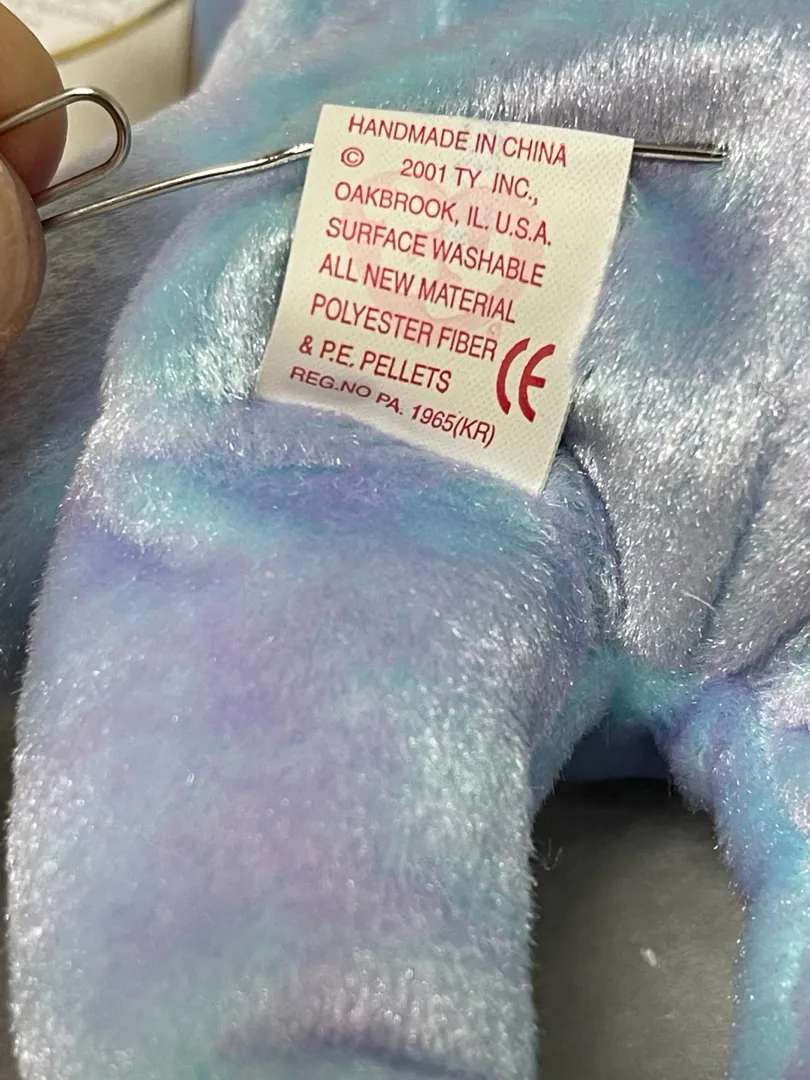 HANDMADE IN CHINA
© 2001 TY INC.,
OAKBROOK, IL. U.S.A.
SURFACE WASHABLE
ALL NEW MATERIAL
POLYESTER FIBER
& P.E. PELLETS
CE
REG.NO PA. 1965(KR)